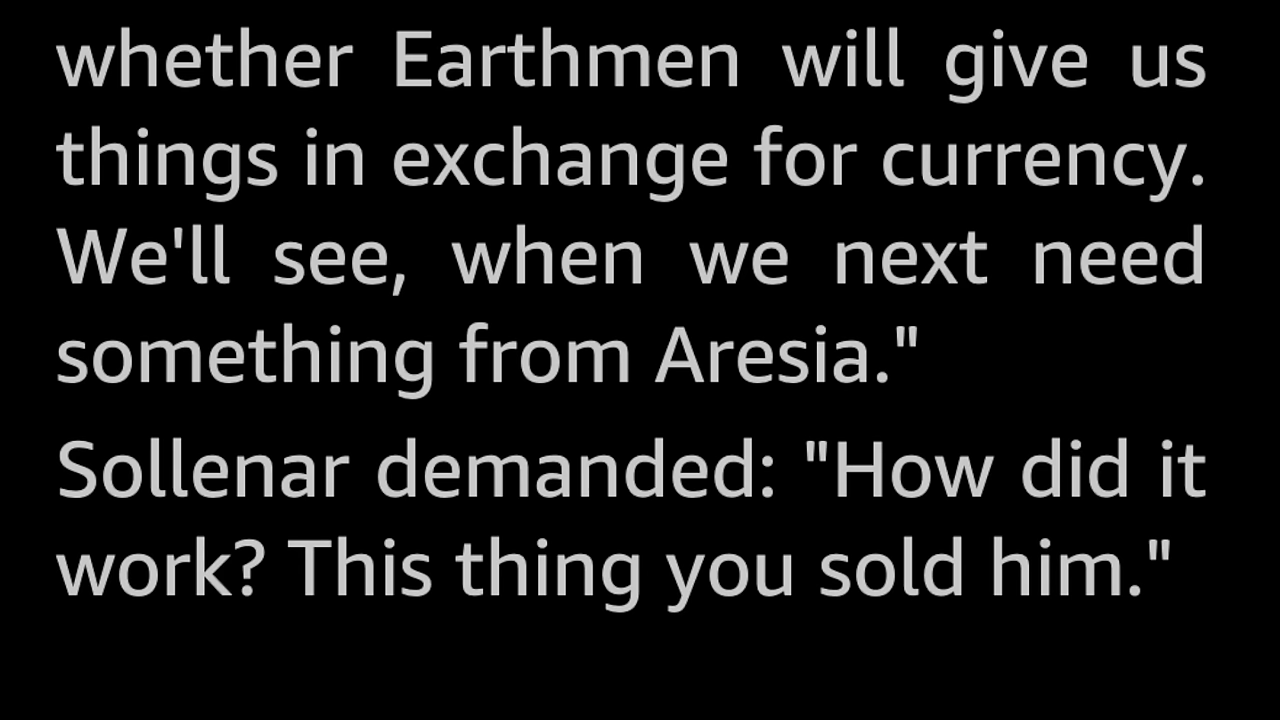 whether Earthmen will give us
things in exchange for currency.
We'll see, when we next need
something from Aresia."
Sollenar demanded: "How did it
work? This thing you sold him."